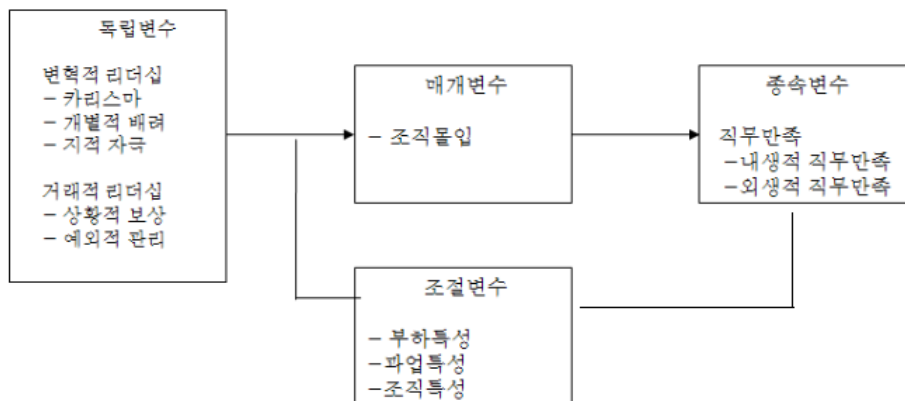 독립변수
변혁적 리더십
– 카리스마
– 개별적 배려
– 지적 자극
거래적 리더십
– 상황적 보상
– 예외적 관리
매개변수
– 조직몰입
종속변수
직무만족
–내생적 직무만족
–외생적 직무만족
조절변수
– 부하특성
–과업특성
–조직특성